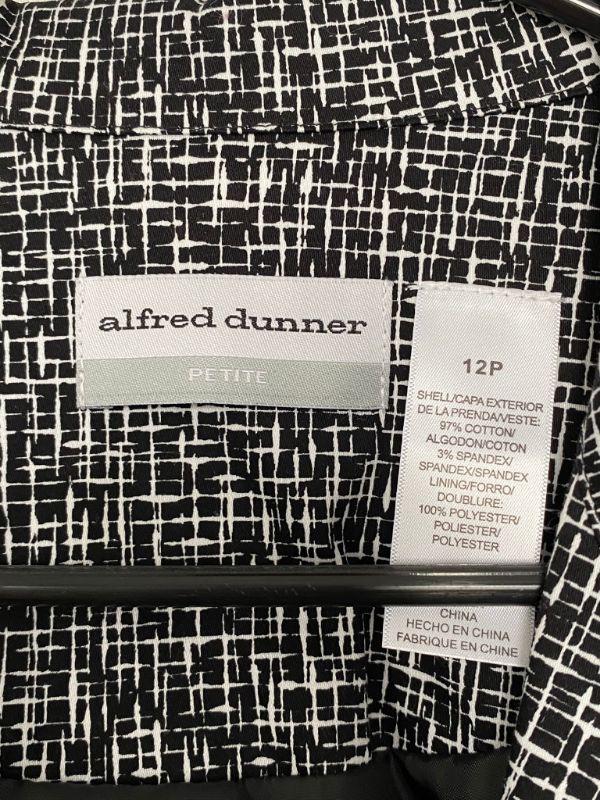 alfred dunner
PETITE
12P
SHELL/CAPA EXTERIOR
DE LA PRENDA/VESTE:
97% COTTON/
ALGODON/COTON
3% SPANDEX/
SPANDEX/SPANDEX
LINING/FORRO/
DOUBLURE:
100% POLYESTER/
POLIESTER/
POLYESTER
CHINA
HECHO EN CHINA
FABRIQUE EN CHINE